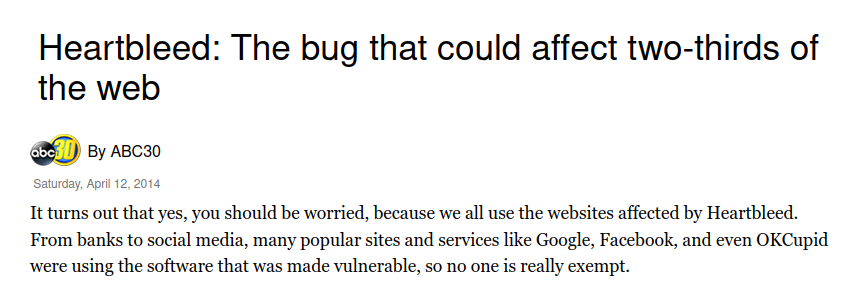 Heartbleed: The bug that could affect two-thirds of
the web
abc30 By ABC30
Saturday, April 12, 2014
It turns out that yes, you should be worried, because we all use the websites affected by Heartbleed.
From banks to social media, many popular sites and services like Google, Facebook, and even OKCupid
were using the software that was made vulnerable, so no one is really exempt.